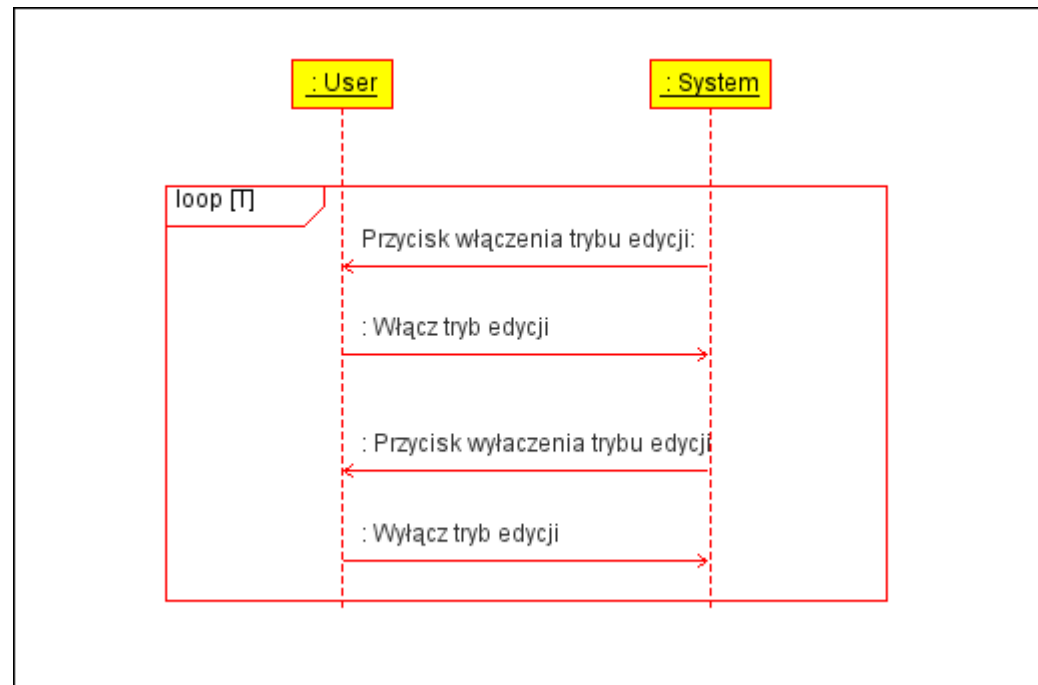 : User
: System
loop [T]
Przycisk włączenia trybu edycji:
: Włącz tryb edycji
: Przycisk wyłaczenia trybu edycji
: Wyłącz tryb edycji